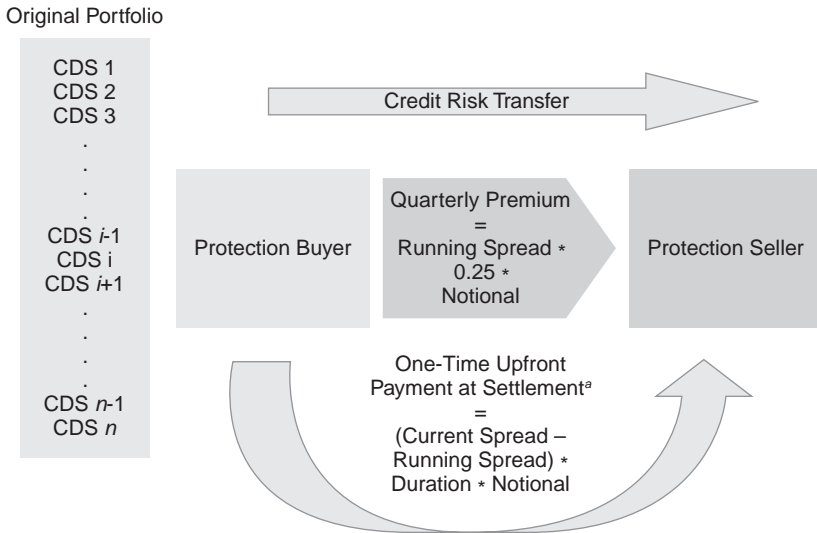 Original Portfolio
CDS 1
CDS 2
CDS 3
.
.
.
.
CDS i-1
CDS i
CDS i+1
.
.
.
.
CDS n-1
CDS n
Credit Risk Transfer
Protection Buyer
Quarterly Premium
=
Running Spread *
0.25 *
Notional
Protection Seller
One-Time Upfront
Payment at Settlementᵃ
=
(Current Spread –
Running Spread) *
Duration * Notional